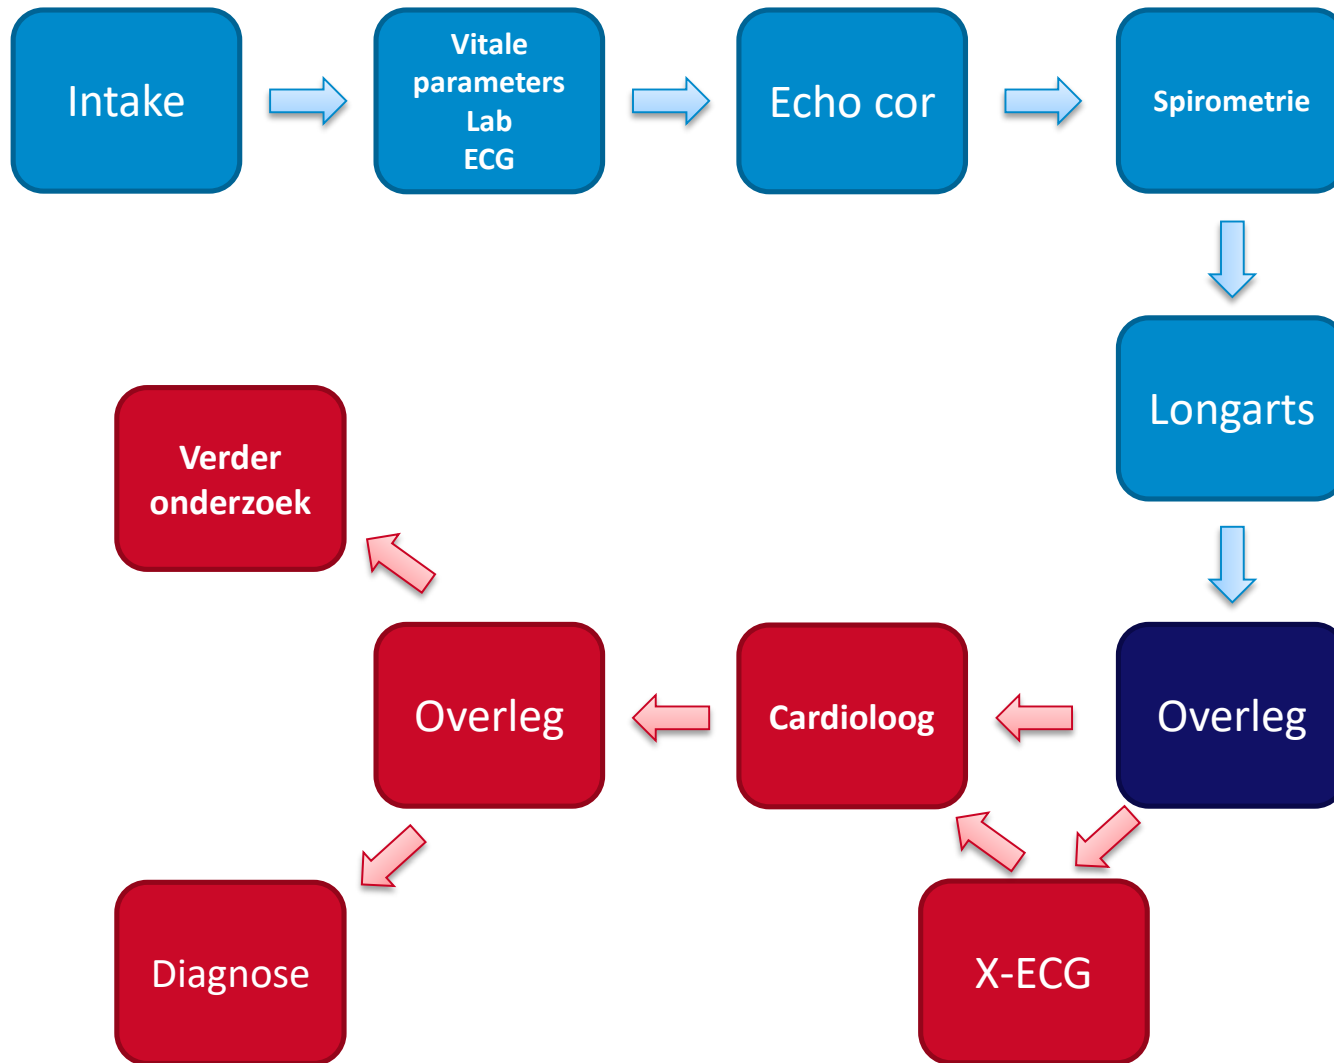 Intake
Vitale
parameters
Lab
ECG
Echo cor
Spirometrie
Longarts
Verder
onderzoek
Overleg
Cardioloog
Overleg
Diagnose
X-ECG